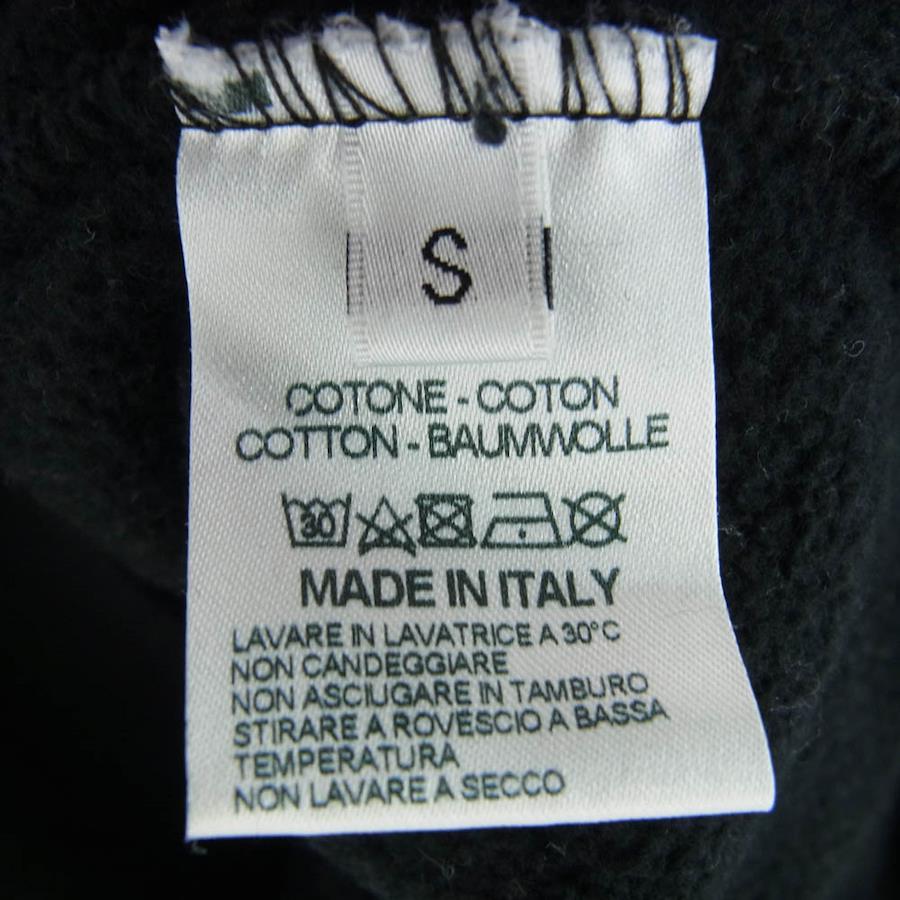 S
COTONE - COTON
COTTON - BAUMWOLLE
30
MADE IN ITALY
LAVARE IN LAVATRICE A 30°C
NON CANDEGGIARE
NON ASCIUGARE IN TAMBURO
STIRARE A ROVESCIO A BASSA
TEMPERATURA
NON LAVARE A SECCO